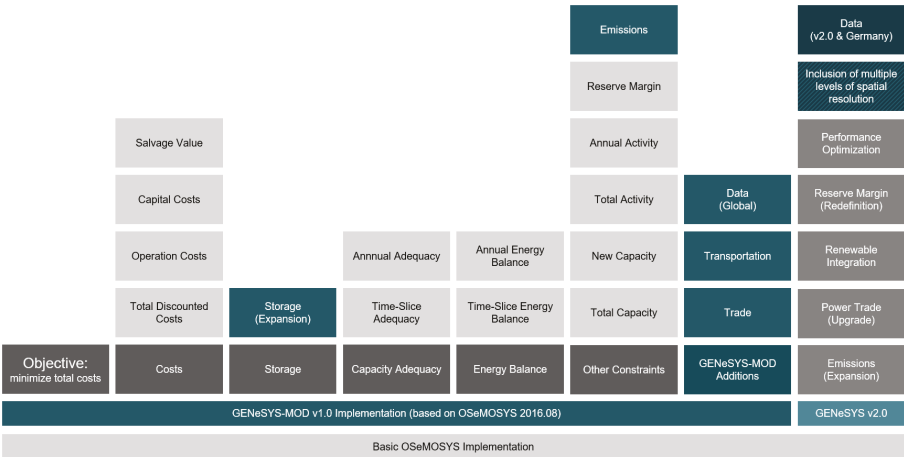 Emissions
Data
(v2.0 & Germany)
Reserve Margin
Inclusion of multiple
levels of spatial
resolution
Salvage Value
Annual Activity
Performance
Optimization
Capital Costs
Total Activity
Data
(Global)
Reserve Margin
(Redefinition)
Operation Costs
Annnual Adequacy
Annual Energy
Balance
New Capacity
Transportation
Renewable
Integration
Total Discounted
Costs
Storage
(Expansion)
Time-Slice
Adequacy
Time-Slice Energy
Balance
Total Capacity
Trade
Power Trade
(Upgrade)
Objective:
minimize total costs
Costs
Storage
Capacity Adequacy
Energy Balance
Other Constraints
GENeSYS-MOD
Additions
Emissions
(Expansion)
GENeSYS-MOD v1.0 Implementation (based on OSeMOSYS 2016.08)
GENeSYS v2.0
Basic OSeMOSYS Implementation